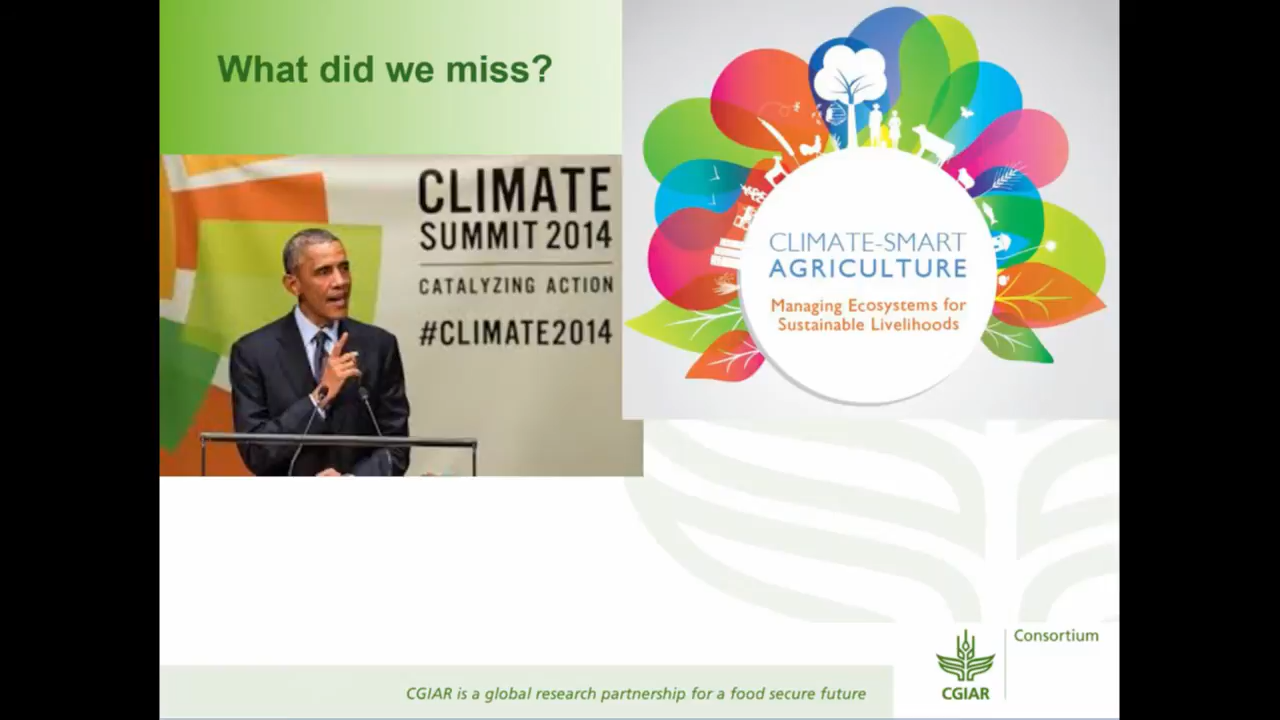 What did we miss?
CLIMATE
SUMMIT 2014
CATALYZING ACTION
#CLIMATE2014
CLIMATE-SMART
AGRICULTURE
Managing Ecosystems for
Sustainable Livelihoods
Consortium
CGIAR
CGIAR is a global research partnership for a food secure future